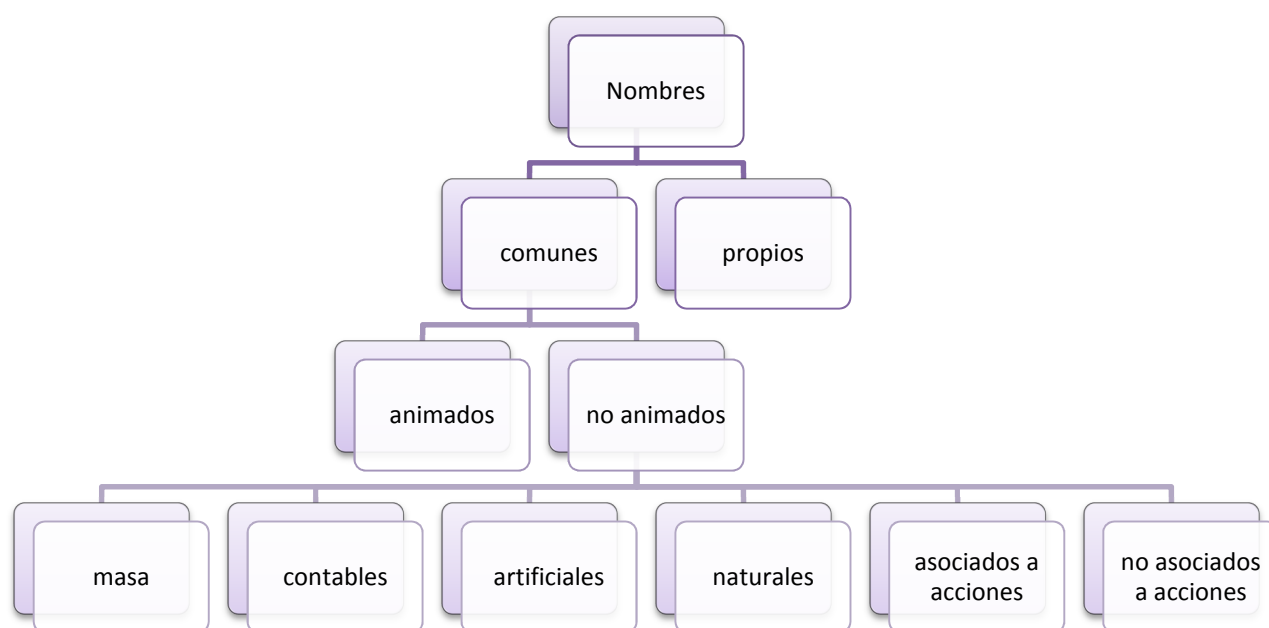 Nombres
comunes
propios
animados
no animados
masa
contables
artificiales
naturales
asociados a
acciones
no asociados
a acciones